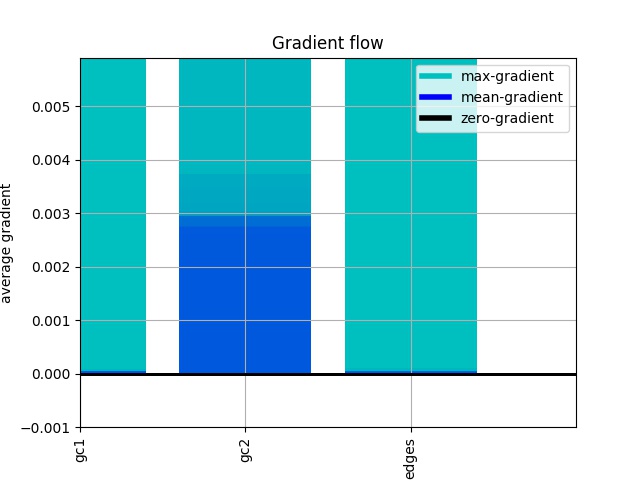 Gradient flow
max-gradient
mean-gradient
zero-gradient
average gradient
0.005
0.004
0.003
0.002
0.001
0.000
−0.001
gc1
gc2
edges